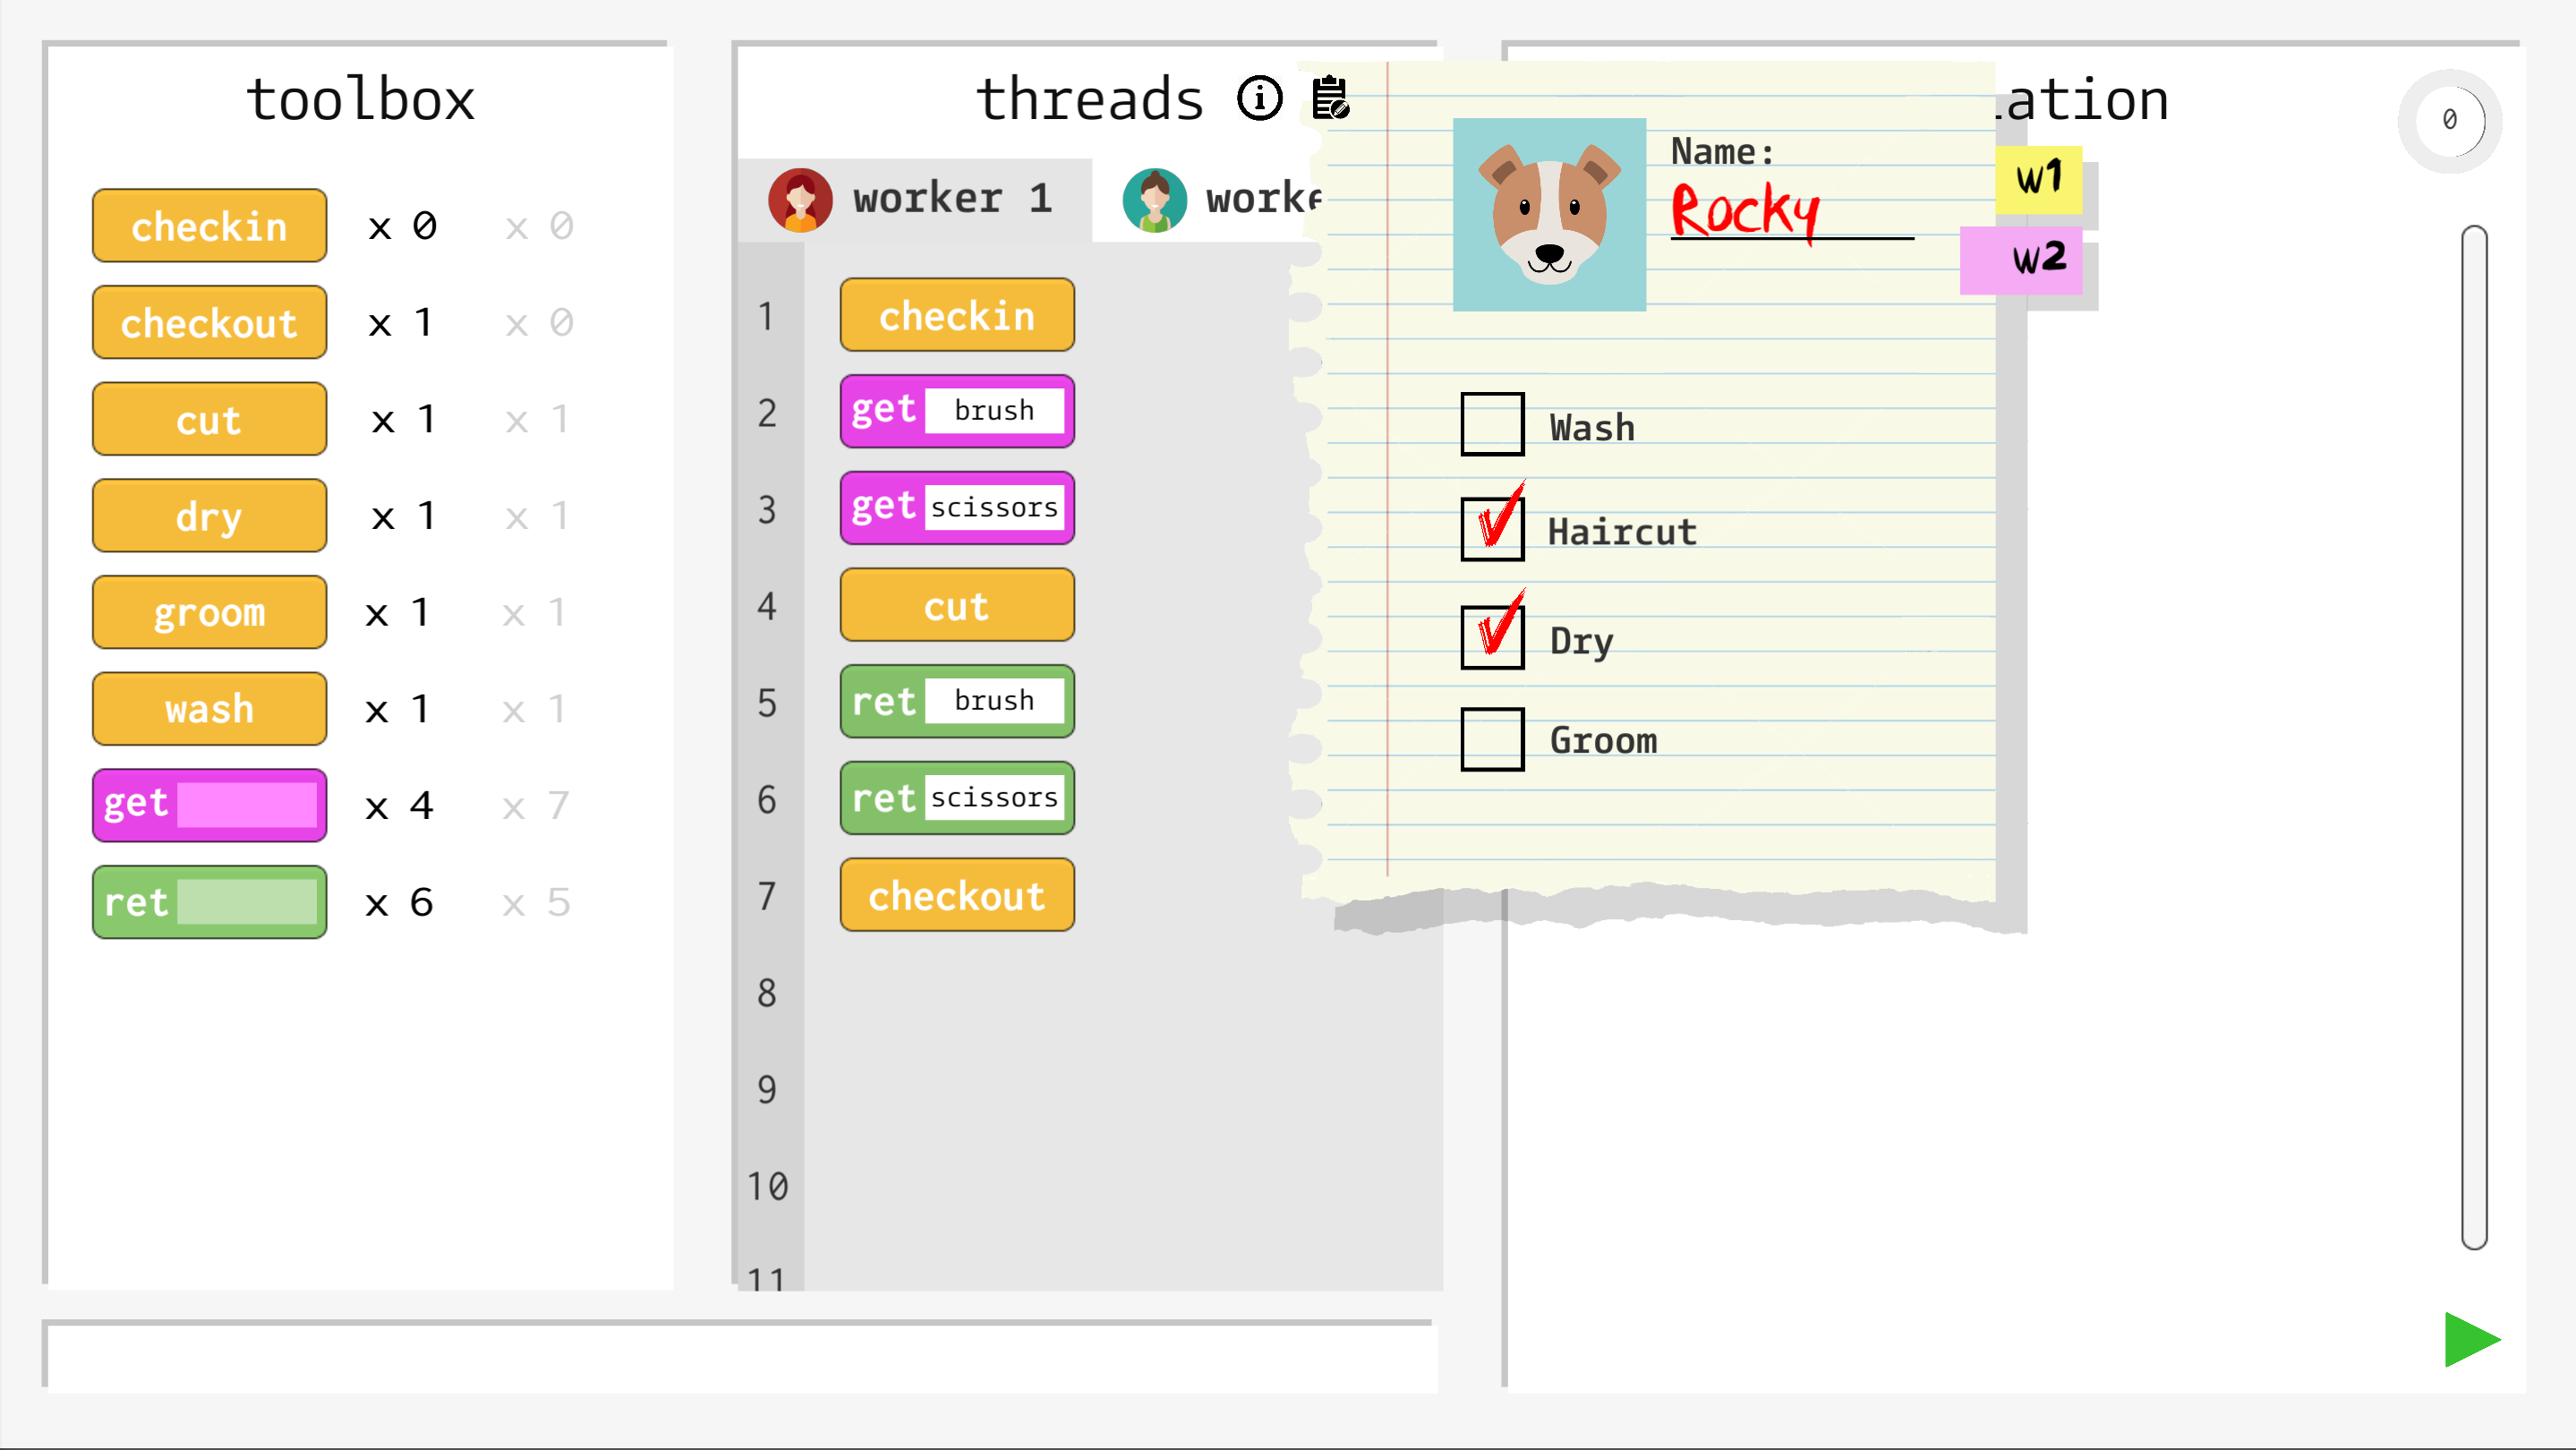 toolbox
checkin x 0 x 0
checkout x 1 x 0
cut x 1 x 1
dry x 1 x 1
groom x 1 x 1
wash x 1 x 1
get x 4 x 7
ret x 6 x 5
threads
worker 1
worke
1 checkin
2 get brush
3 get scissors
4 cut
5 ret brush
6 ret scissors
7 checkout
8
9
10
11
Name:
Rocky
Wash
Haircut
Dry
Groom
w1
w2
ation
0